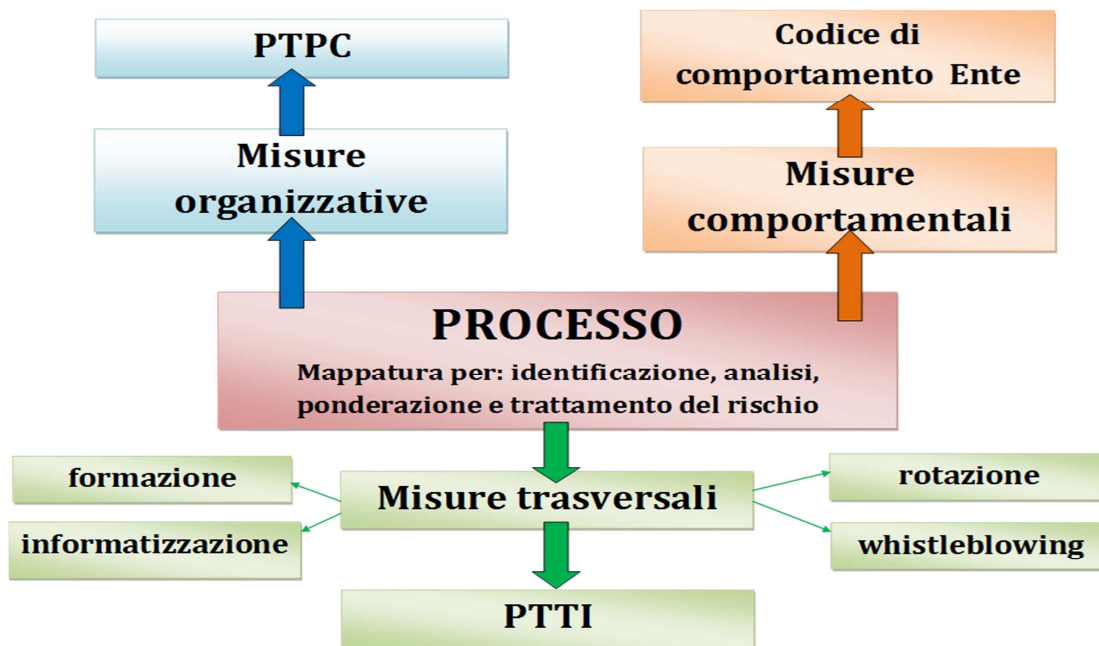 PTPC
Codice di
comportamento Ente
Misure
organizzative
Misure
comportamentali
PROCESSO
Mappatura per: identificazione, analisi,
ponderazione e trattamento del rischio
formazione
Misure trasversali
rotazione
informatizzazione
whistleblowing
PTTI